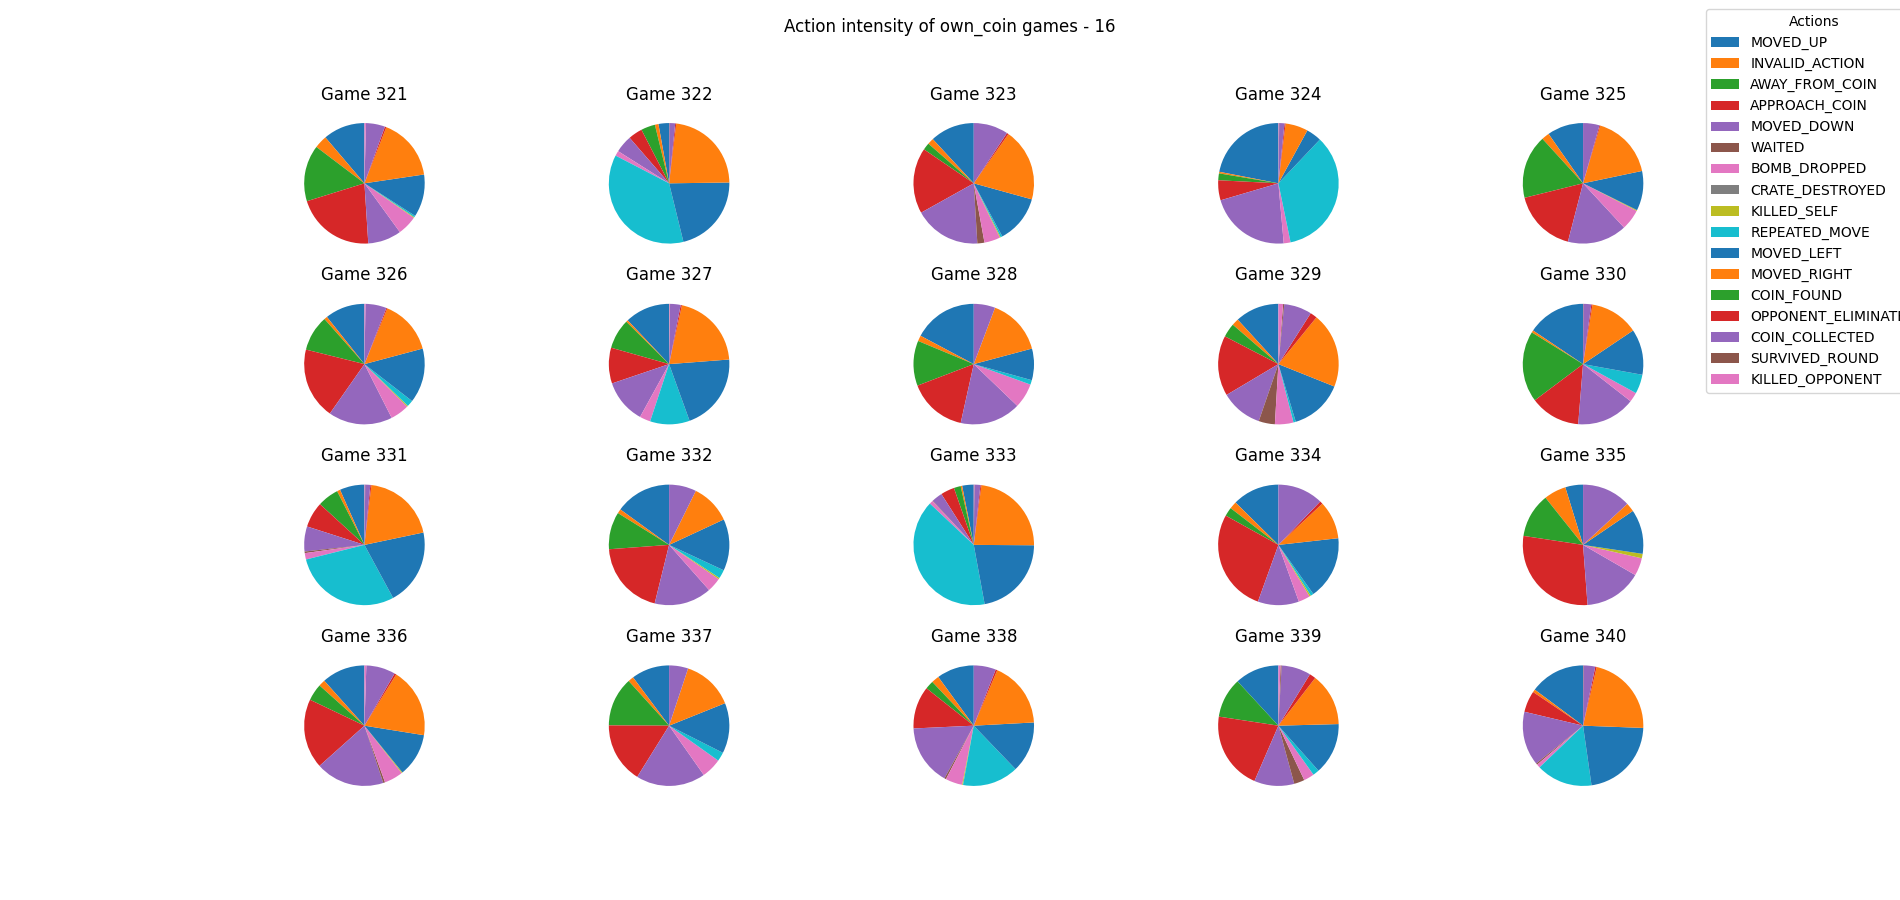 Action intensity of own_coin games - 16
Actions
MOVED_UP
INVALID_ACTION
AWAY_FROM_COIN
APPROACH_COIN
MOVED_DOWN
WAITED
BOMB_DROPPED
CRATE_DESTROYED
KILLED_SELF
REPEATED_MOVE
MOVED_LEFT
MOVED_RIGHT
COIN_FOUND
OPPONENT_ELIMINAT
COIN_COLLECTED
SURVIVED_ROUND
KILLED_OPPONENT
Game 321
Game 322
Game 323
Game 324
Game 325
Game 326
Game 327
Game 328
Game 329
Game 330
Game 331
Game 332
Game 333
Game 334
Game 335
Game 336
Game 337
Game 338
Game 339
Game 340